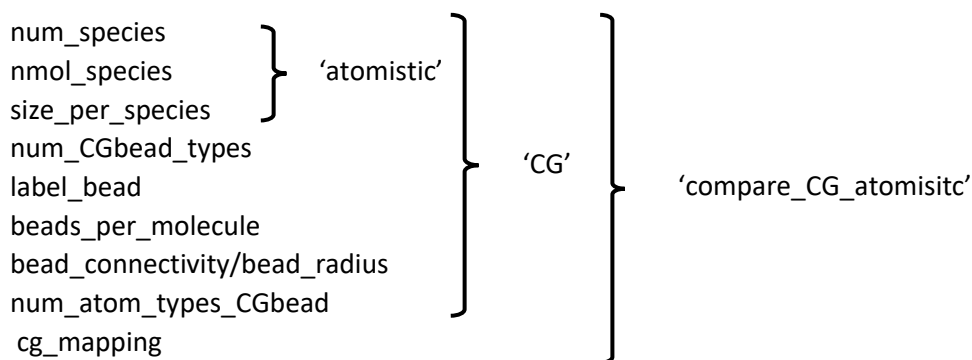 num_species
nmol_species
‘atomistic’
size_per_species
num_CGbead_types
‘CG’
label_bead
‘compare_CG_atomisitc’
beads_per_molecule
bead_connectivity/bead_radius
num_atom_types_CGbead
cg_mapping